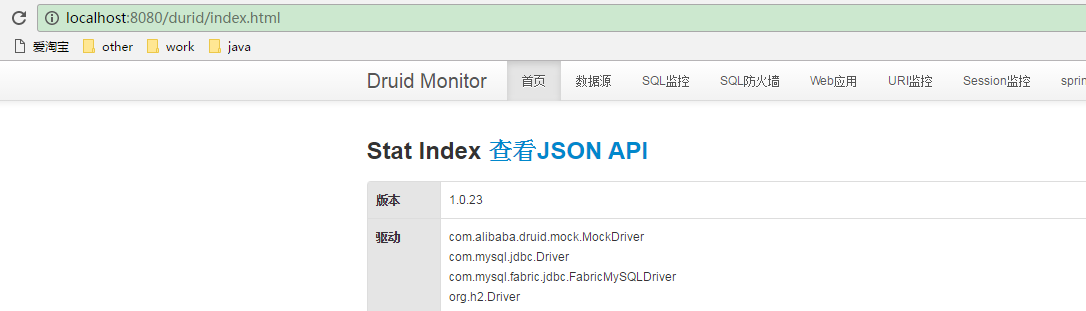 localhost:8080/durid/index.html
爱淘宝 other work java
Druid Monitor 首页 数据源 SQL监控 SQL防火墙 Web应用 URI监控 Session监控 sprin
Stat Index 查看JSON API
版本 1.0.23
驱动 com.alibaba.druid.mock.MockDriver
com.mysql.jdbc.Driver
com.mysql.fabric.jdbc.FabricMySQLDriver
org.h2.Driver